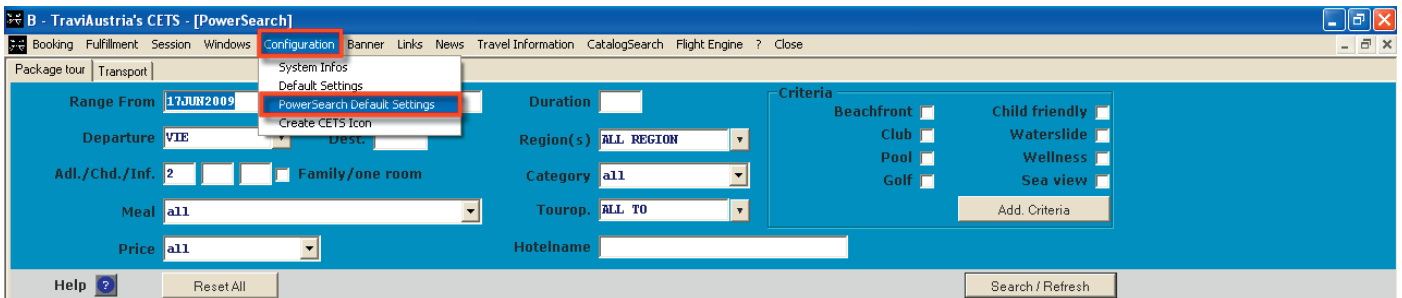 B - TraviAustria's CETS - [PowerSearch]
Booking Fulfillment Session Windows Configuration Banner Links News Travel Information CatalogSearch Flight Engine ? Close
Package tour Transport
System Infos
Default Settings
PowerSearch Default Settings
Create CETS Icon
Range From 17JUN2009 Duration
Departure VIE Dest. Region(s) ALL REGION
Adl./Chd./Inf. 2 Family/one room Category all
Meal all Tourop. ALL TO
Price all Hotelname
Criteria
Beachfront Child friendly
Club Waterslide
Pool Wellness
Golf Sea view
Add. Criteria
Help ? Reset All Search / Refresh